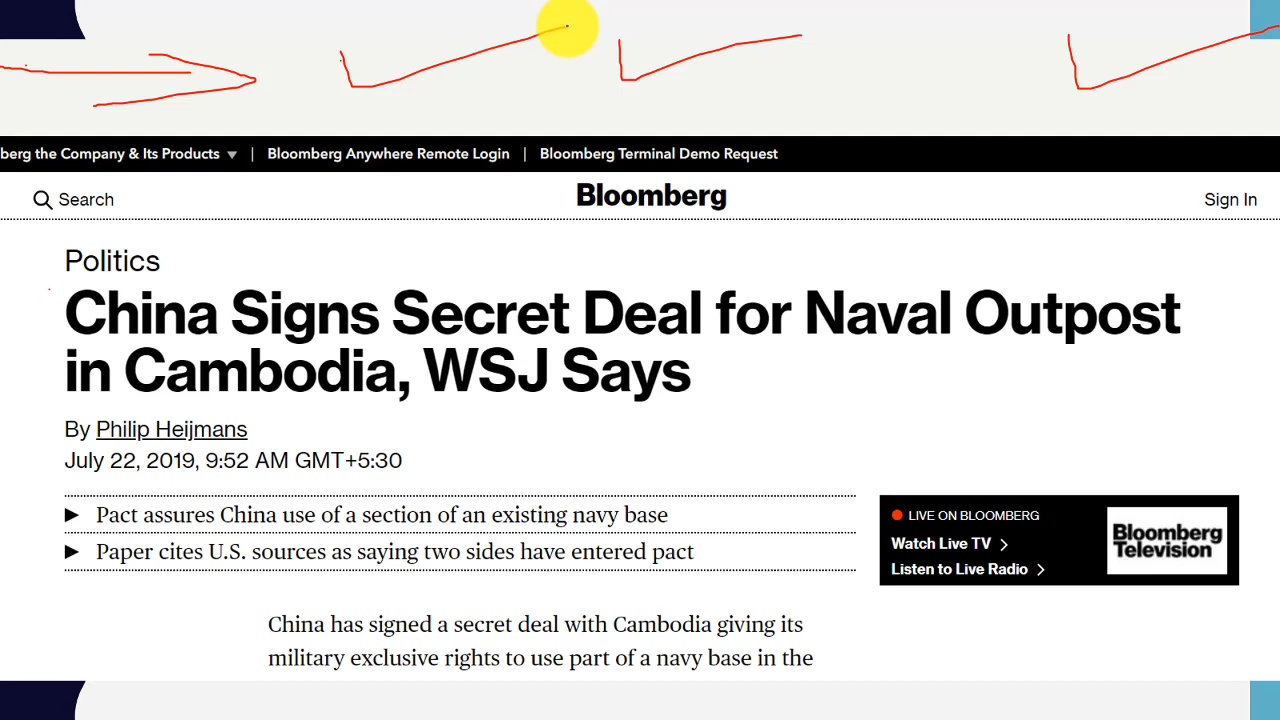 berg the Company & Its Products ▼ | Bloomberg Anywhere Remote Login | Bloomberg Terminal Demo Request
Search
Bloomberg
Sign In
Politics
China Signs Secret Deal for Naval Outpost
in Cambodia, WSJ Says
By Philip Heijmans
July 22, 2019, 9:52 AM GMT+5:30
▶ Pact assures China use of a section of an existing navy base
▶ Paper cites U.S. sources as saying two sides have entered pact
LIVE ON BLOOMBERG
Watch Live TV >
Listen to Live Radio >
Bloomberg
Television
China has signed a secret deal with Cambodia giving its
military exclusive rights to use part of a navy base in the